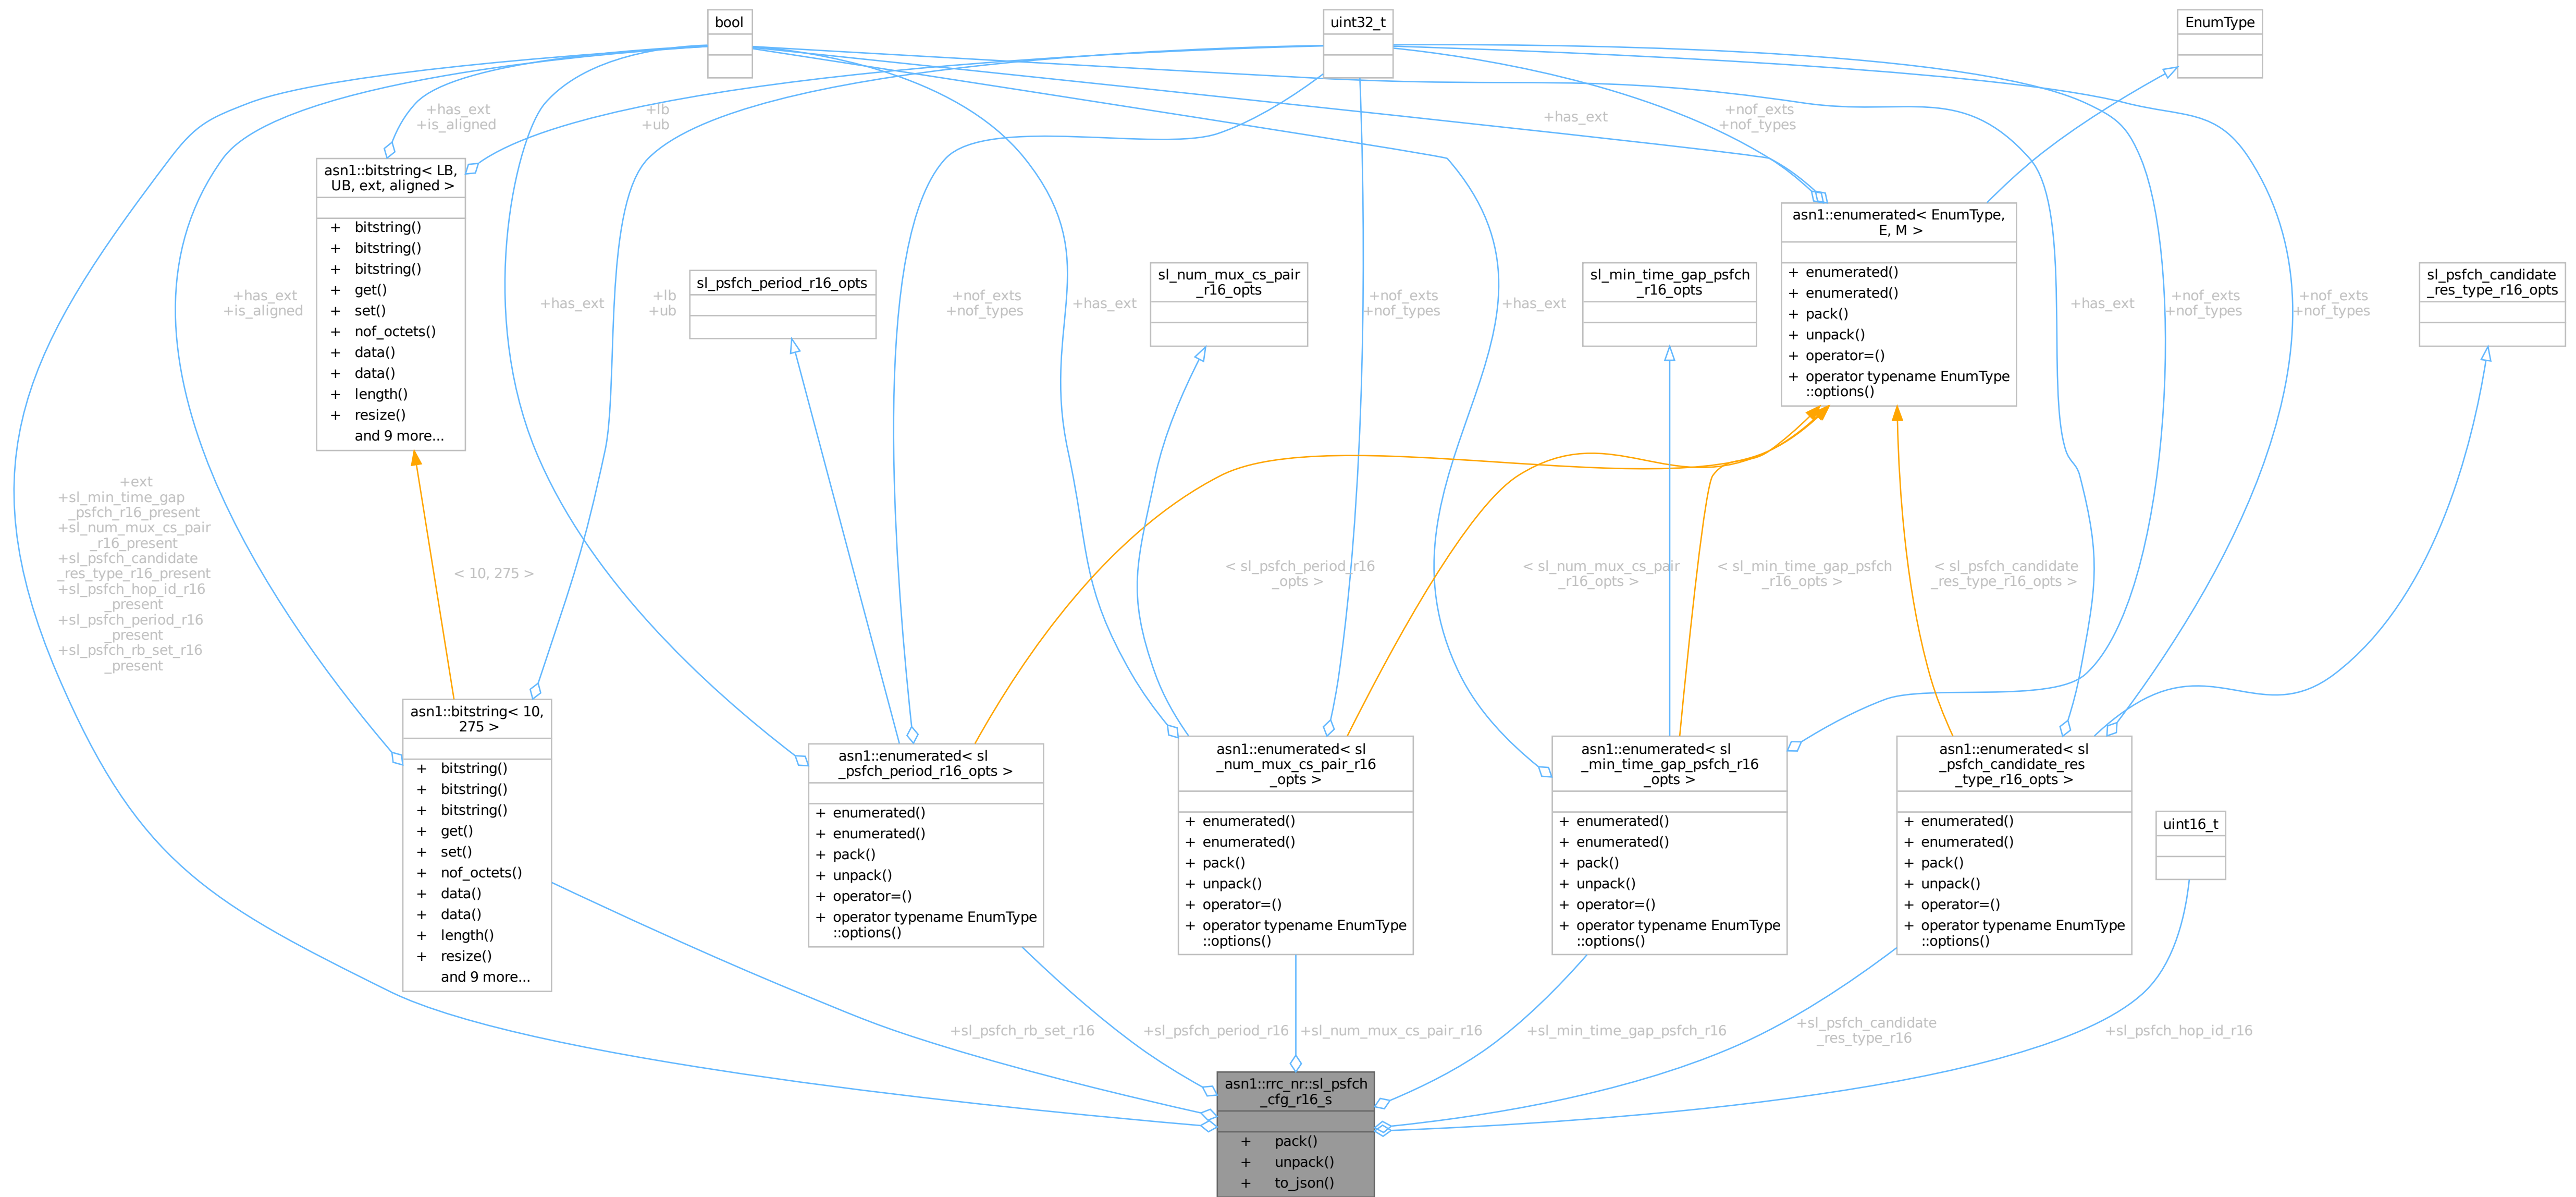 bool
uint32_t
EnumType
+has_ext
+is_aligned
+lb
+ub
+has_ext
+nof_exts
+nof_types
asn1::bitstring< LB,
UB, ext, aligned >
+ bitstring()
+ bitstring()
+ bitstring()
+ get()
+ set()
+ nof_octets()
+ data()
+ data()
+ length()
+ resize()
and 9 more...
asn1::enumerated< EnumType,
E, M >
+ enumerated()
+ enumerated()
+ pack()
+ unpack()
+ operator=()
+ operator typename EnumType
::options()
sl_psfch_period_r16_opts
sl_num_mux_cs_pair
_r16_opts
sl_min_time_gap_psfch
_r16_opts
sl_psfch_candidate
_res_type_r16_opts
+has_ext
+is_aligned
+has_ext
+lb
+ub
+nof_exts
+nof_types
+has_ext
+nof_exts
+nof_types
+has_ext
+has_ext
+nof_exts
+nof_types
+nof_exts
+nof_types
+ext
+sl_min_time_gap
_psfch_r16_present
+sl_num_mux_cs_pair
_r16_present
+sl_psfch_candidate
_res_type_r16_present
+sl_psfch_hop_id_r16
_present
+sl_psfch_period_r16
_present
+sl_psfch_rb_set_r16
_present
< 10, 275 >
< sl_psfch_period_r16
_opts >
< sl_num_mux_cs_pair
_r16_opts >
< sl_min_time_gap_psfch
_r16_opts >
< sl_psfch_candidate
_res_type_r16_opts >
asn1::bitstring< 10,
275 >
+ bitstring()
+ bitstring()
+ bitstring()
+ get()
+ set()
+ nof_octets()
+ data()
+ data()
+ length()
+ resize()
and 9 more...
asn1::enumerated< sl
_psfch_period_r16_opts >
+ enumerated()
+ enumerated()
+ pack()
+ unpack()
+ operator=()
+ operator typename EnumType
::options()
asn1::enumerated< sl
_num_mux_cs_pair_r16
_opts >
+ enumerated()
+ enumerated()
+ pack()
+ unpack()
+ operator=()
+ operator typename EnumType
::options()
asn1::enumerated< sl
_min_time_gap_psfch_r16
_opts >
+ enumerated()
+ enumerated()
+ pack()
+ unpack()
+ operator=()
+ operator typename EnumType
::options()
asn1::enumerated< sl
_psfch_candidate_res
_type_r16_opts >
+ enumerated()
+ enumerated()
+ pack()
+ unpack()
+ operator=()
+ operator typename EnumType
::options()
uint16_t
+sl_psfch_rb_set_r16
+sl_psfch_period_r16
+sl_num_mux_cs_pair_r16
+sl_min_time_gap_psfch_r16
+sl_psfch_candidate
_res_type_r16
+sl_psfch_hop_id_r16
asn1::rrc_nr::sl_psfch
_cfg_r16_s
+ pack()
+ unpack()
+ to_json()